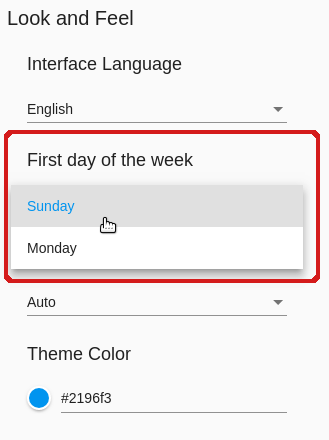 Look and Feel
Interface Language
English
First day of the week
Sunday
Monday
Auto
Theme Color
#2196f3